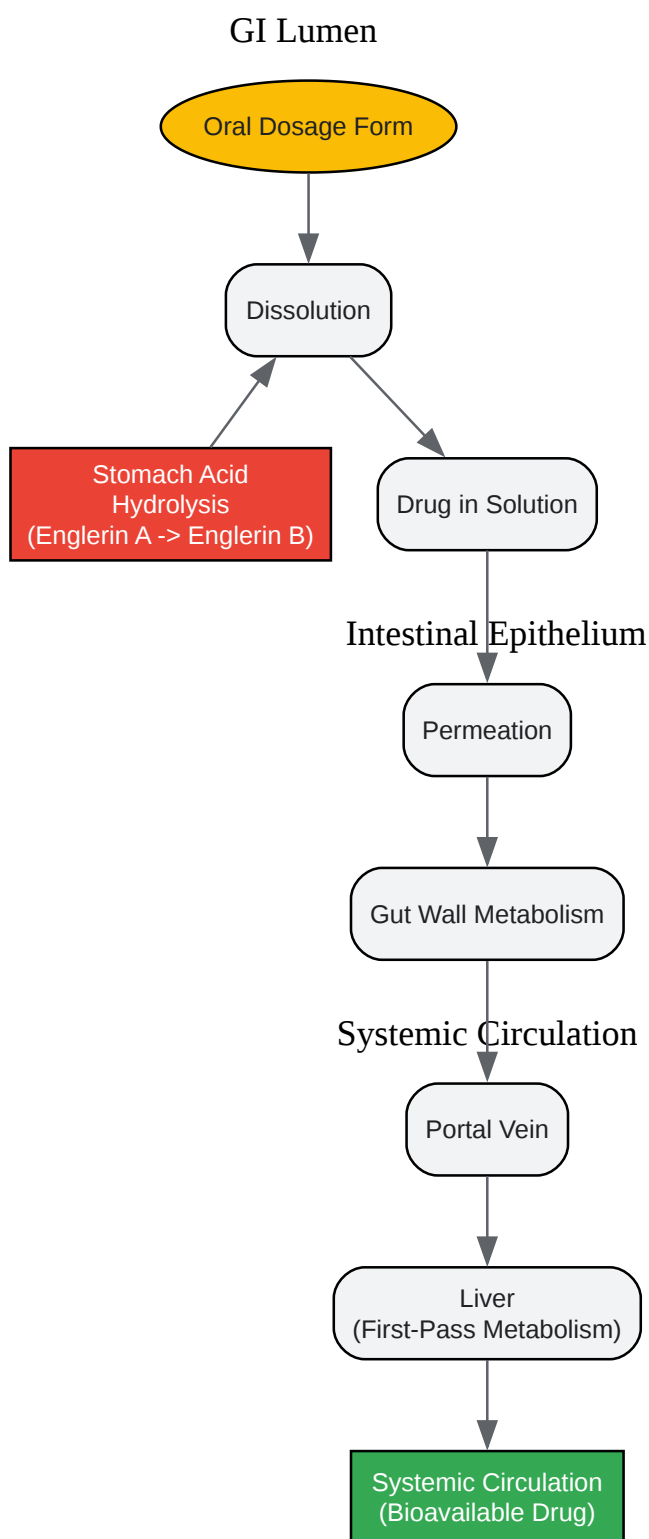 GI Lumen
Oral Dosage Form
Dissolution
Stomach Acid
Hydrolysis
(Englerin A -> Englerin B)
Drug in Solution
Intestinal Epithelium
Permeation
Gut Wall Metabolism
Systemic Circulation
Portal Vein
Liver
(First-Pass Metabolism)
Systemic Circulation
(Bioavailable Drug)